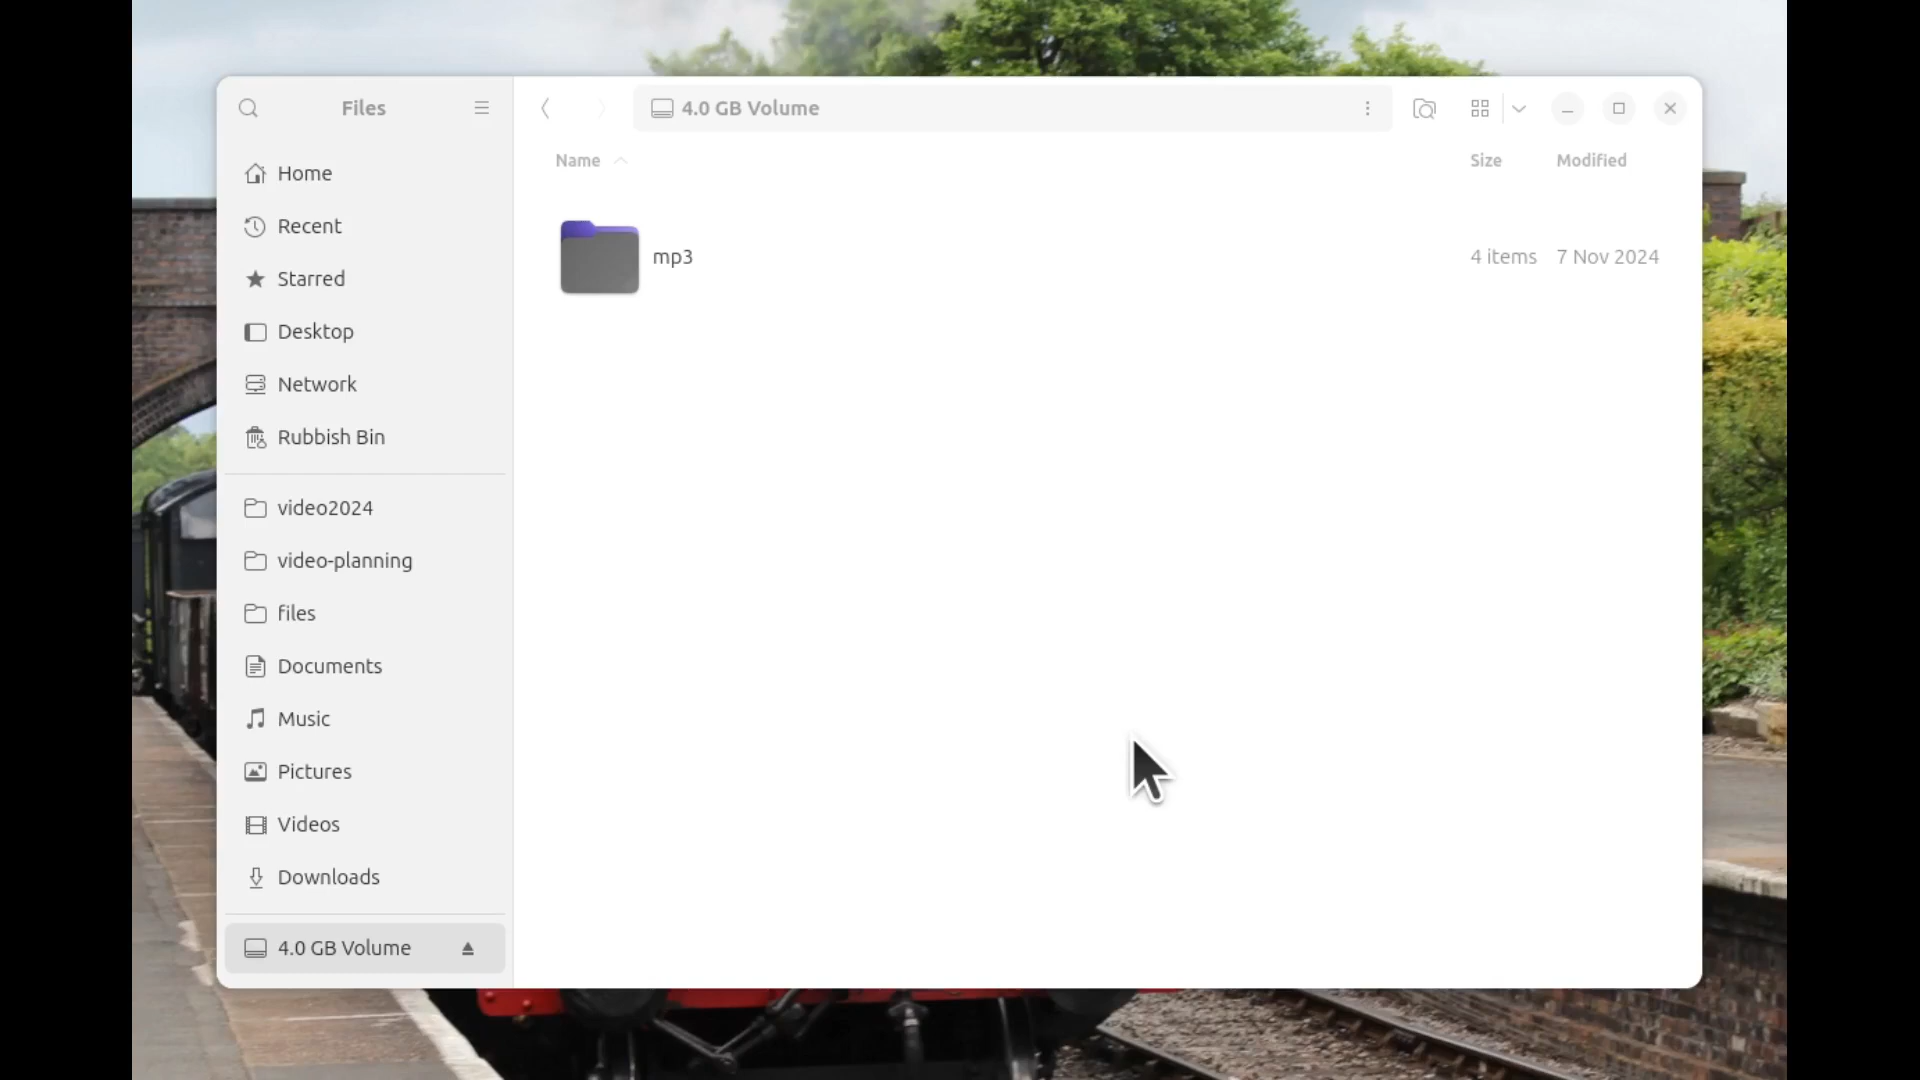 Files
4.0 GB Volume
Name
Size
Modified
Home
Recent
Starred
Desktop
Network
Rubbish Bin
video2024
video-planning
files
Documents
Music
Pictures
Videos
Downloads
4.0 GB Volume
mp3
4 items
7 Nov 2024